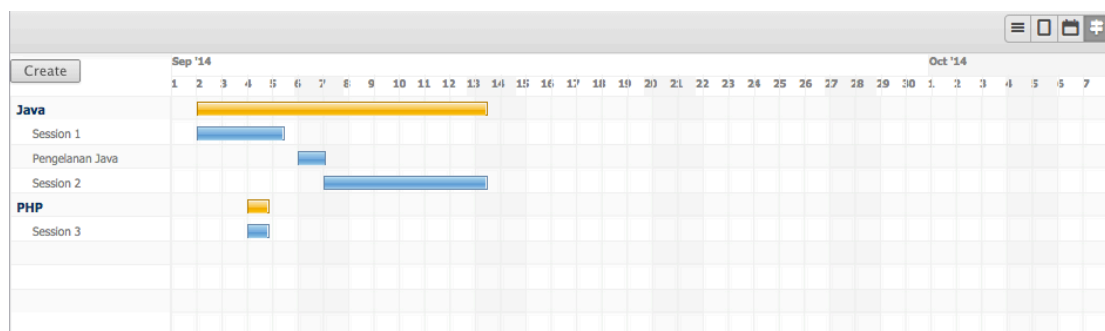 Sep '14 Oct '14
Create
1 2 3 4 5 6 7 8 9 10 11 12 13 14 15 16 17 18 19 20 21 22 23 24 25 26 27 28 29 30 1 2 3 4 5 6 7
Java
Session 1
Pengelanan Java
Session 2
PHP
Session 3